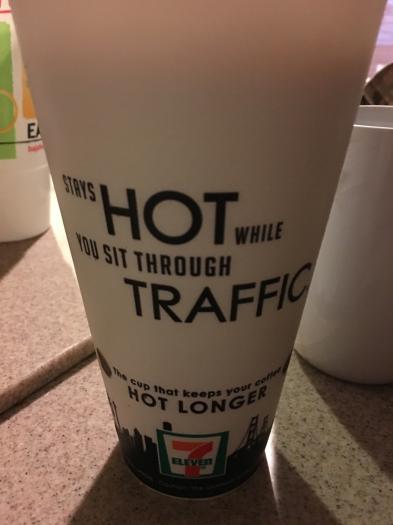 STAYS
HOT WHILE
YOU SIT THROUGH
TRAFFIC
the cup that keeps your coffee
HOT LONGER
7
ELEVEN